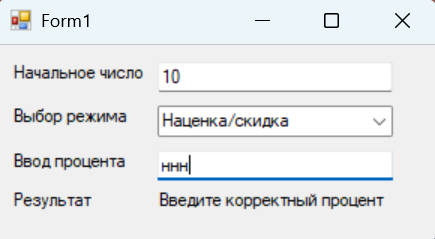 Form1
Начальное число 10
Выбор режима Наценка/скидка
Ввод процента ннн
Результат Введите корректный процент